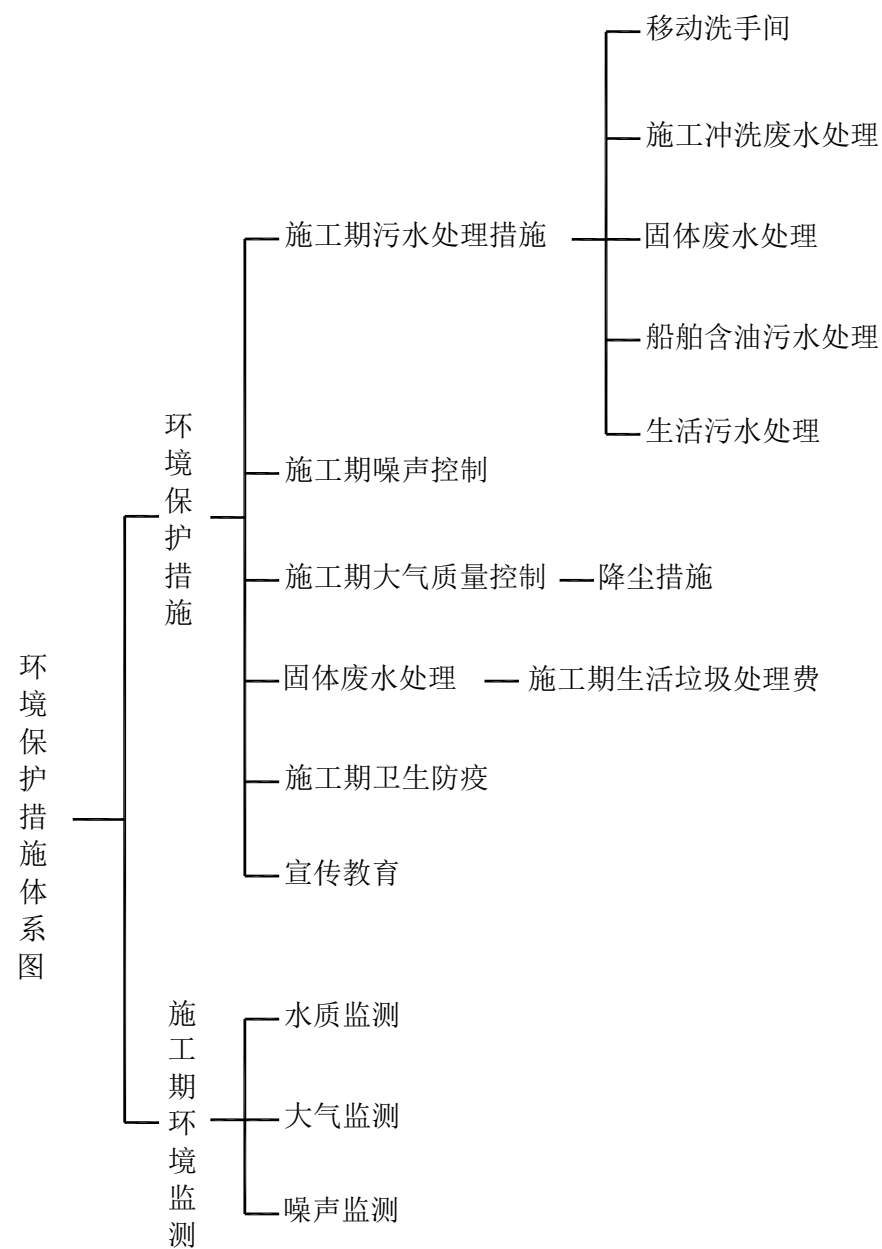 环境保护措施体系图
环境保护措施
施工期污水处理措施
移动洗手间
施工冲洗废水处理
固体废水处理
船舶含油污水处理
生活污水处理
施工期噪声控制
施工期大气质量控制
降尘措施
固体废水处理
施工期生活垃圾处理费
施工期卫生防疫
宣传教育
施工期环境监测
水质监测
大气监测
噪声监测